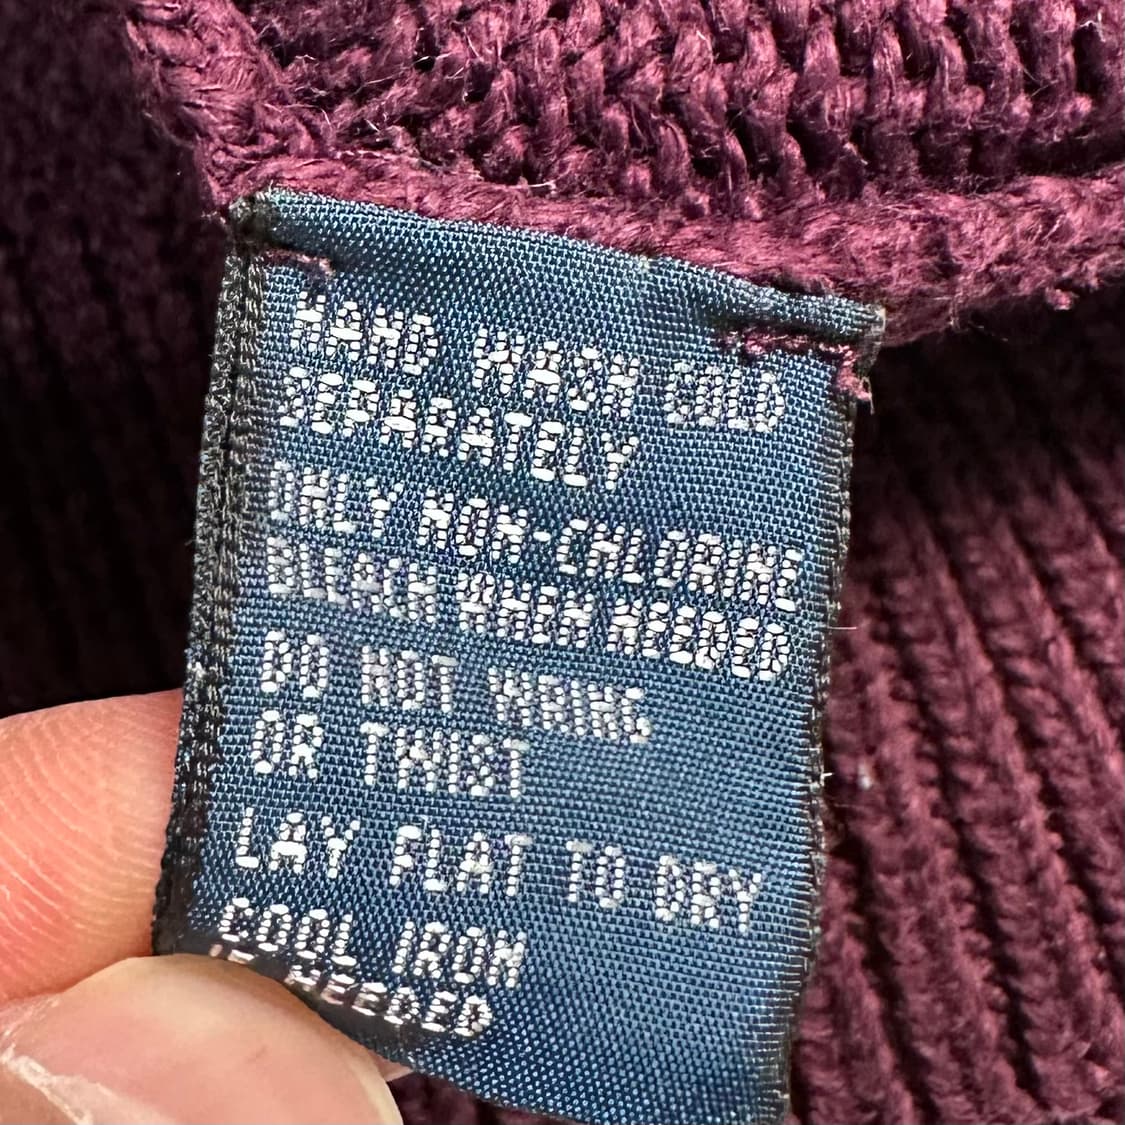 HAND WASH COLD
SEPARATELY
ONLY NON-CHLORINE
BLEACH WHEN NEEDED
DO NOT WRING
OR TWIST
LAY FLAT TO DRY
COOL IRON
IF NEEDED